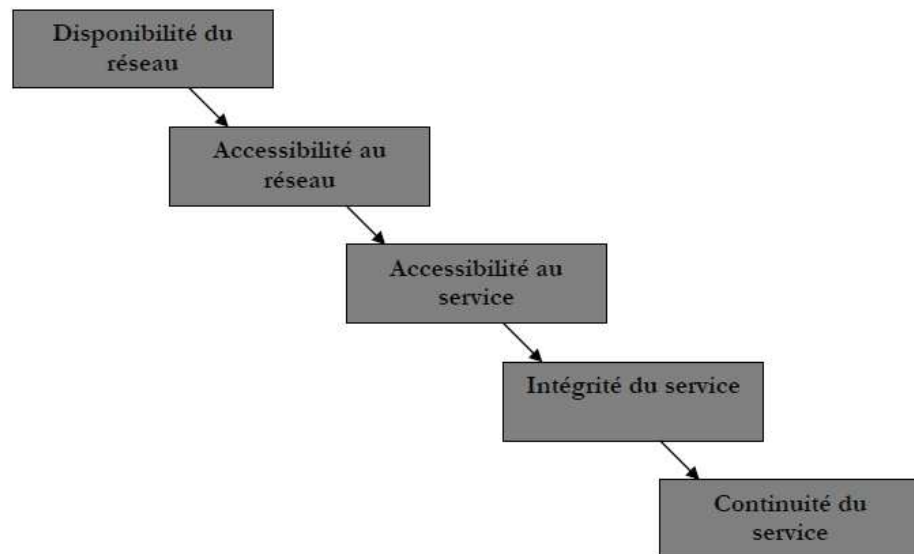 Disponibilité du
réseau
Accessibilité au
réseau
Accessibilité au
service
Intégrité du service
Continuité du
service